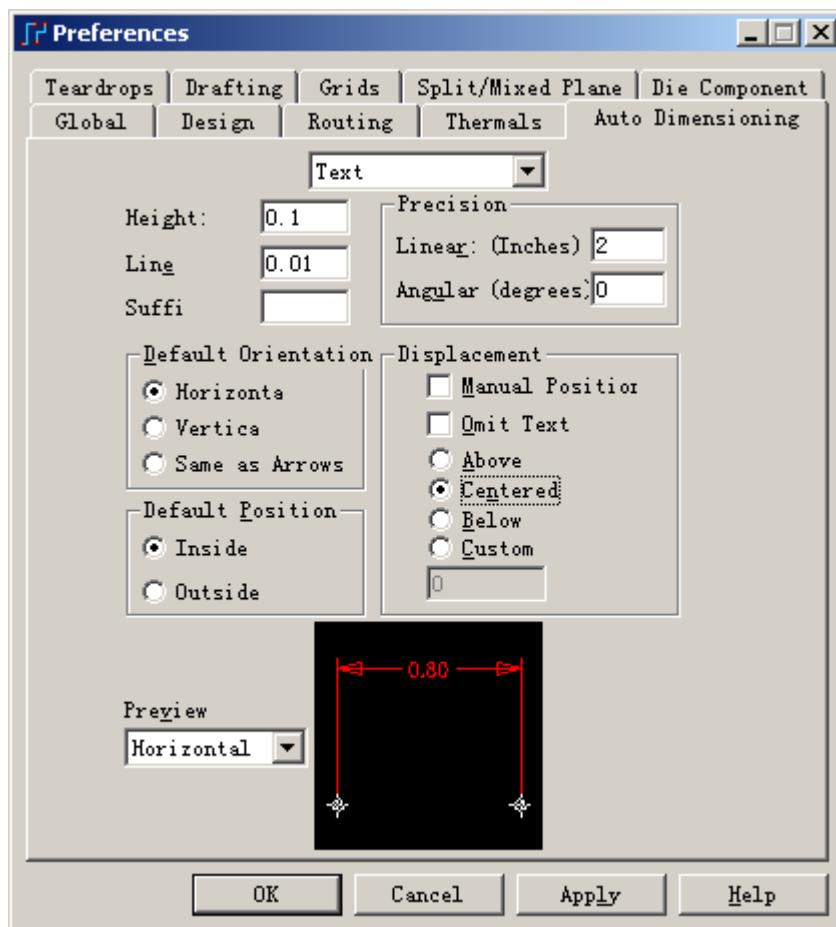 Preferences
Teardrops Drafting Grids Split/Mixed Plane Die Component
Global Design Routing Thermals Auto Dimensioning
Text
Height: 0.1
Line 0.01
Suffi
Precision
Linear: (Inches) 2
Angular (degrees) 0
Default Orientation
Horizonta
Vertica
Same as Arrows
Default Position
Inside
Outside
Displacement
Manual Position
Omit Text
Above
Centered
Below
Custom
0
Preview
Horizontal
0.80
OK Cancel Apply Help